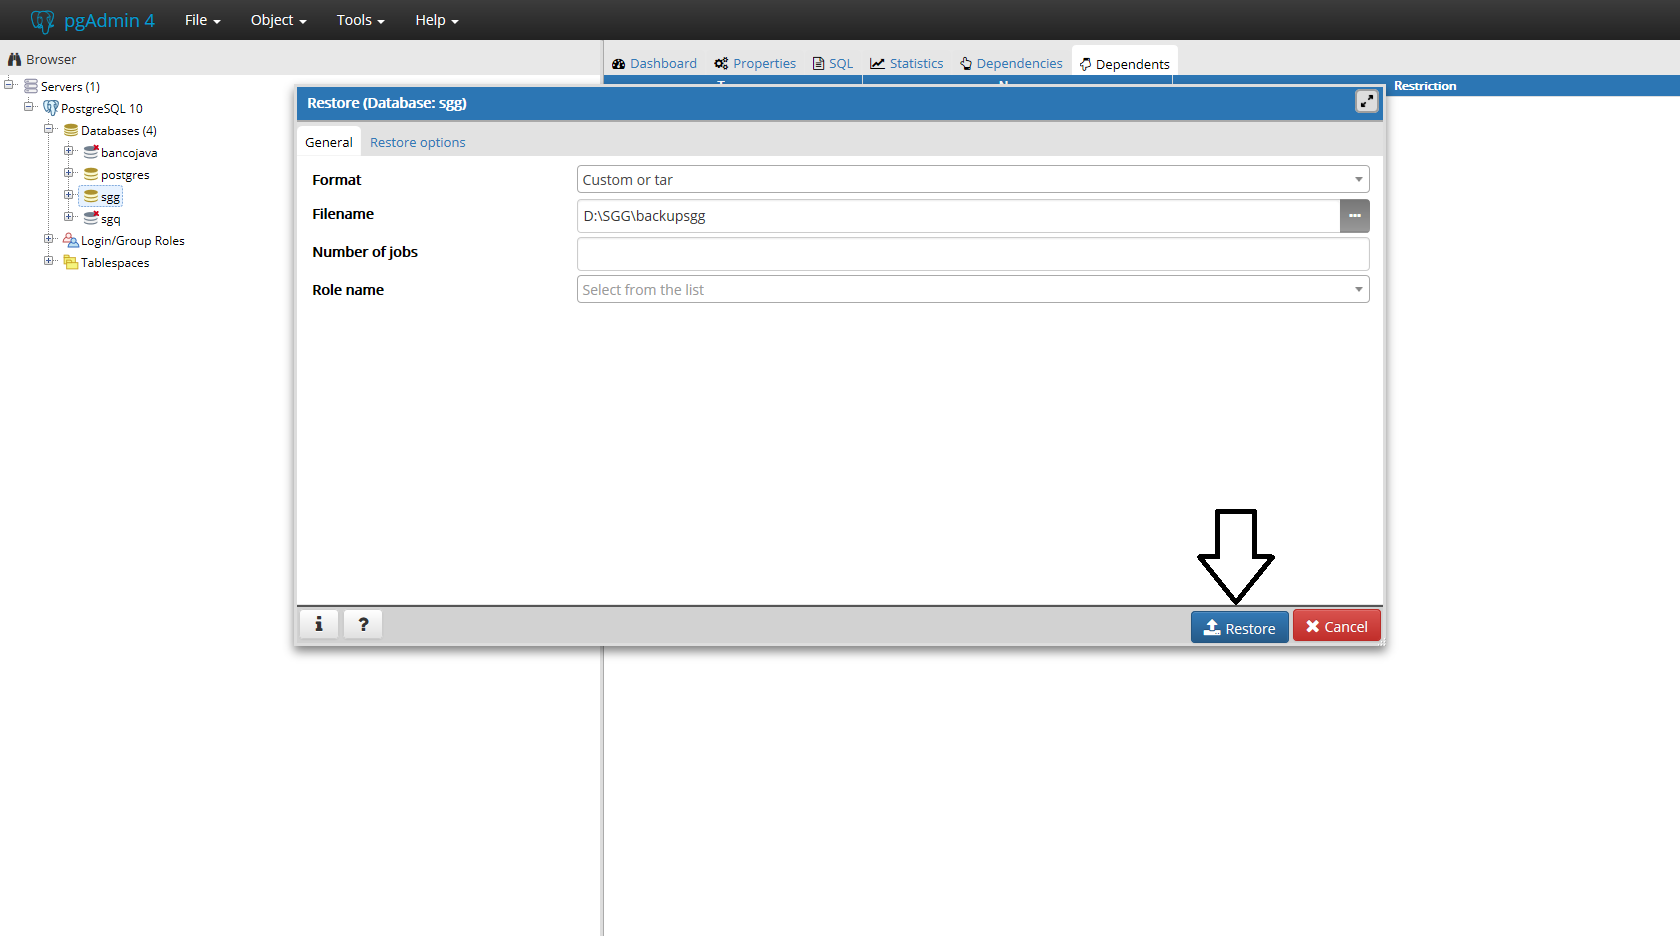 pgAdmin 4 File Object Tools Help
Browser
Dashboard Properties SQL Statistics Dependencies Dependents
Restriction
Servers (1)
PostgreSQL 10
Databases (4)
bancojava
postgres
sgg
sgq
Login/Group Roles
Tablespaces
Restore (Database: sgg)
General Restore options
Format Custom or tar
Filename D:\SGG\backupsgg
Number of jobs
Role name Select from the list
i ? Restore Cancel